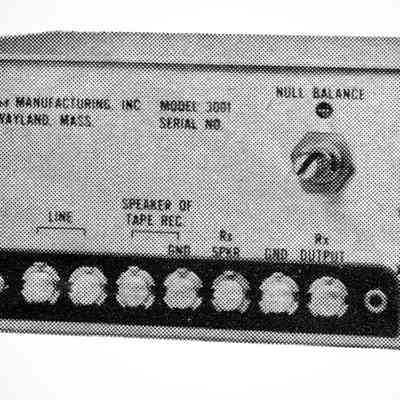 MANUFACTURING, INC.
WAYLAND, MASS.
MODEL 3001
SERIAL NO.
NULL BALANCE
LINE
SPEAKER OF
TAPE REC.
GND
Rx
SPKR
GND
Rx
OUTPUT